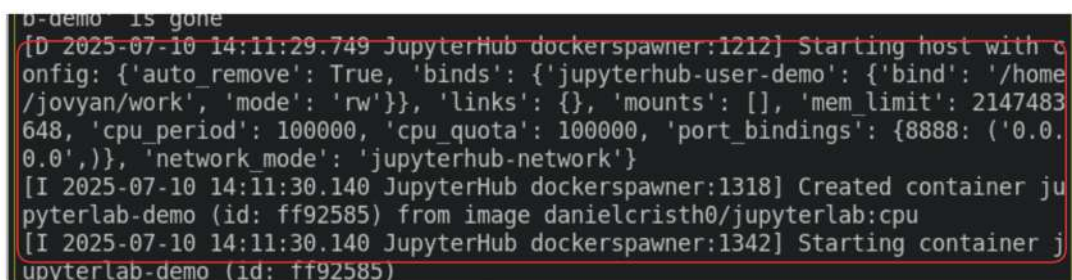 b-demo' is gone
[D 2025-07-10 14:11:29.749 JupyterHub dockerspawner:1212] Starting host with c
onfig: {'auto_remove': True, 'binds': {'jupyterhub-user-demo': {'bind': '/home
/jovyan/work', 'mode': 'rw'}}, 'links': {}, 'mounts': [], 'mem_limit': 2147483
648, 'cpu_period': 100000, 'cpu_quota': 100000, 'port_bindings': {8888: ('0.0.
0.0',)}, 'network_mode': 'jupyterhub-network'}
[I 2025-07-10 14:11:30.140 JupyterHub dockerspawner:1318] Created container ju
pyterlab-demo (id: ff92585) from image danielcristh0/jupyterlab:cpu
[I 2025-07-10 14:11:30.140 JupyterHub dockerspawner:1342] Starting container j
upyterlab-demo (id: ff92585)